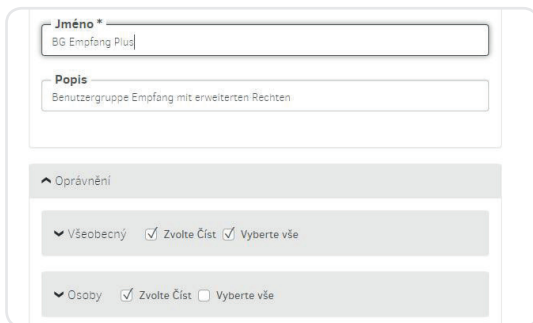 Jméno *
BG Empfang Plus
Popis
Benutzergruppe Empfang mit erweiterten Rechten
Oprávnění
Všeobecný Zvolte Číst Vyberte vše
Osoby Zvolte Číst Vyberte vše